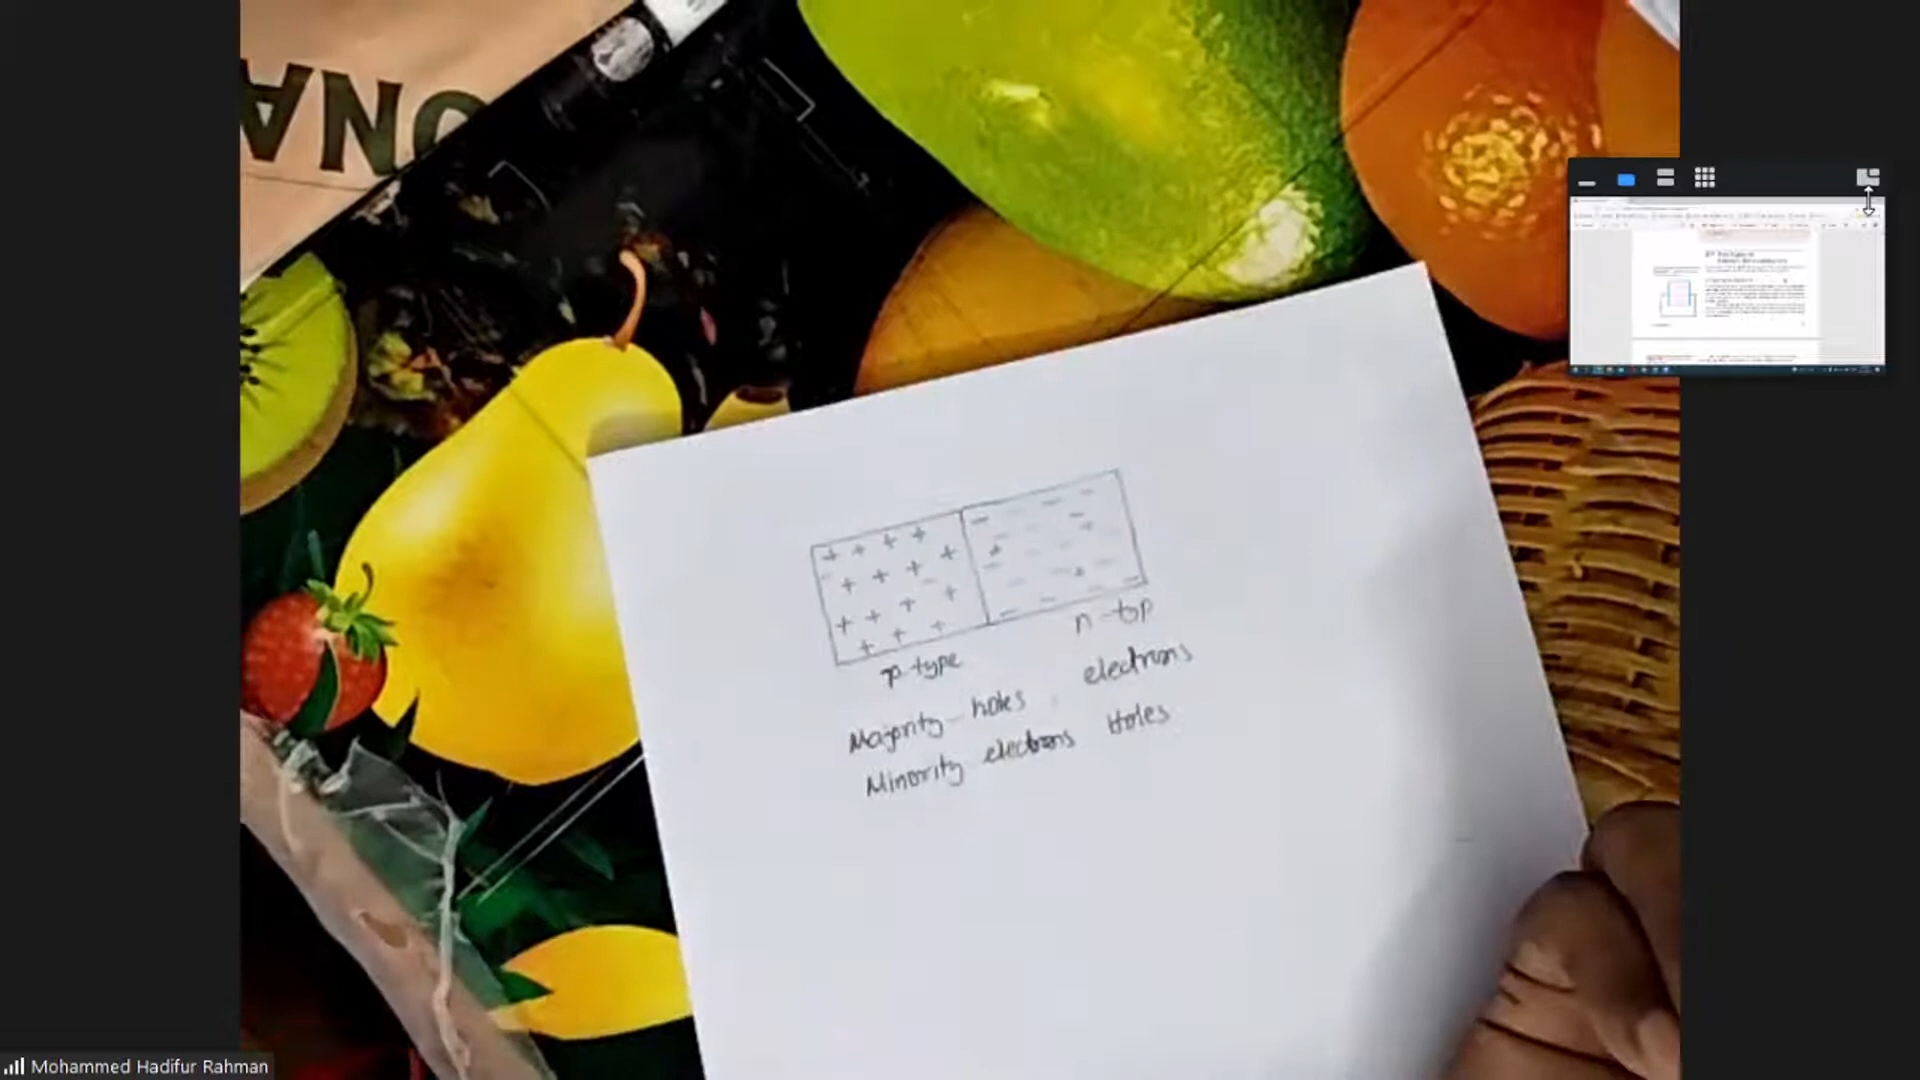 ONA
p-type n-typ
Majority - holes electrons
Minority electrons Holes
Mohammed Hadifur Rahman